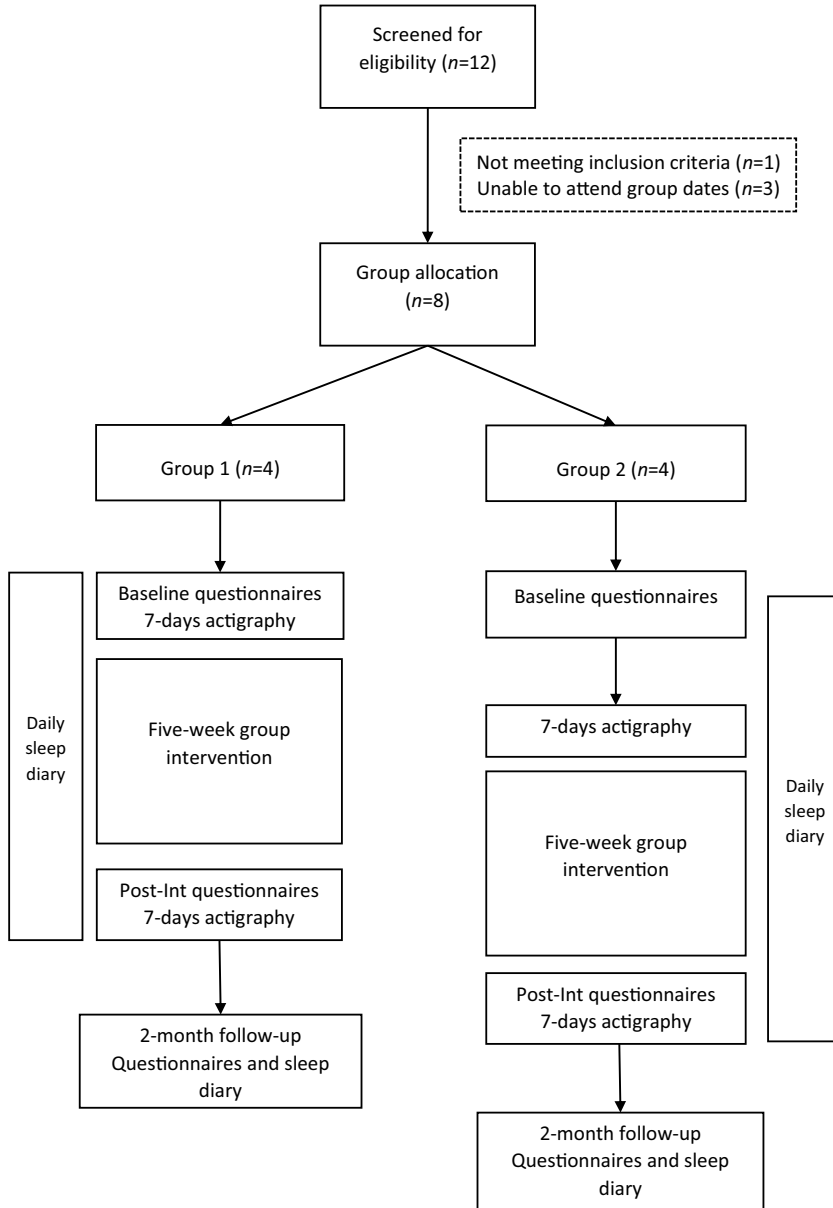 Screened for
eligibility (n=12)
Not meeting inclusion criteria (n=1)
Unable to attend group dates (n=3)
Group allocation
(n=8)
Group 1 (n=4)
Group 2 (n=4)
Daily
sleep
diary
Baseline questionnaires
7-days actigraphy
Five-week group
intervention
Post-Int questionnaires
7-days actigraphy
2-month follow-up
Questionnaires and sleep
diary
Baseline questionnaires
7-days actigraphy
Five-week group
intervention
Post-Int questionnaires
7-days actigraphy
Daily
sleep
diary
2-month follow-up
Questionnaires and sleep
diary